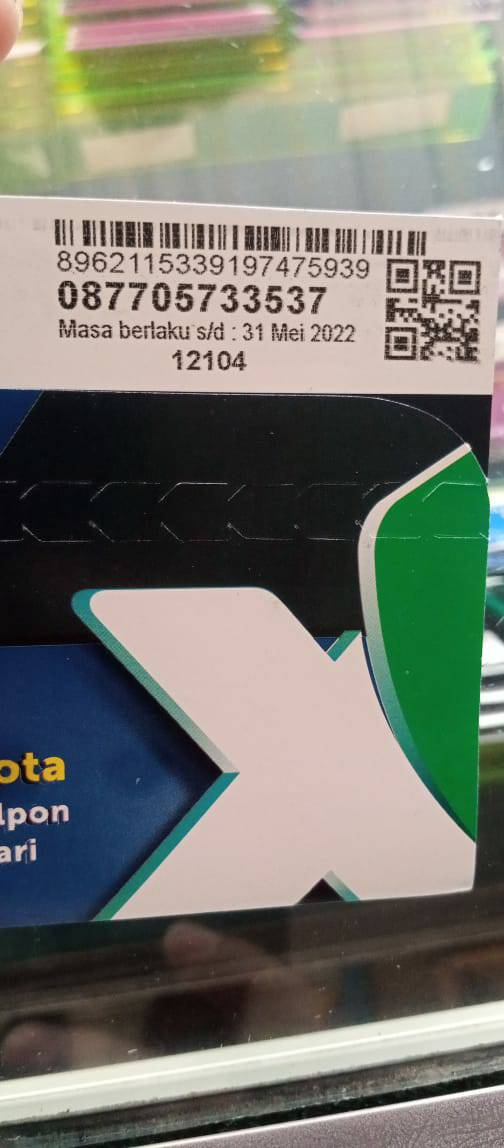 8962115339197475939
087705733537
Masa berlaku s/d : 31 Mei 2022
12104
ota
lpon
ari